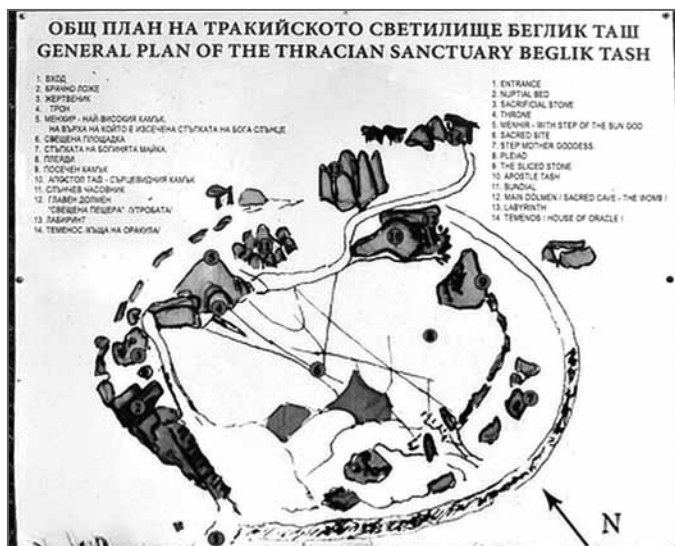 ОБЩ ПЛАН НА ТРАКИЙСКОТО СВЕТИЛИЩЕ БЕГЛИК ТАШ
GENERAL PLAN OF THE THRACIAN SANCTUARY BEGLIK TASH
1. ВХОД
2. БРАЧНО ЛОЖЕ
3. ЖЕРТВЕНИК
4. ТРОН
5. МЕНХИР - НАЙ-ВИСОКИЯ КАМЪК,
НА ВЪРХА НА КОЙТО Е ИЗСЕЧЕНА СТЪПКАТА НА БОГА СЛЪНЦЕ
6. СВЕЩЕНА ПЛОЩАДКА
7. СТЪПКАТА НА БОГИНЯТА МАЙКА.
8. ПЛЕЯДИ
9. ПОСЕЧЕН КАМЪК
10. АПОСТОЛ ТАШ - СЪРЦЕВИДНИЯ КАМЪК
11. СЛЪНЧЕВ ЧАСОВНИК
12. ГЛАВЕН ДОЛМЕН
"СВЕЩЕНА ПЕЩЕРА" /УТРОБАТА/
13. ЛАБИРИНТ
14. ТЕМЕНОС /КЪЩА НА ОРАКУЛА/
1. ENTRANCE
2. NUPTIAL BED
3. SACRIFICIAL STONE
4. THRONE
5. MENHIR - WITH STEP OF THE SUN GOD
6. SACRED SITE
7. STEP MOTHER GODDESS.
8. PLEIAD
9. THE SLICED STONE
10. APOSTLE TASH
11. SUNDIAL
12. MAIN DOLMEN / SACRED CAVE - THE WOMB /
13. LABYRINTH
14. TEMENOS / HOUSE OF ORACLE /
N